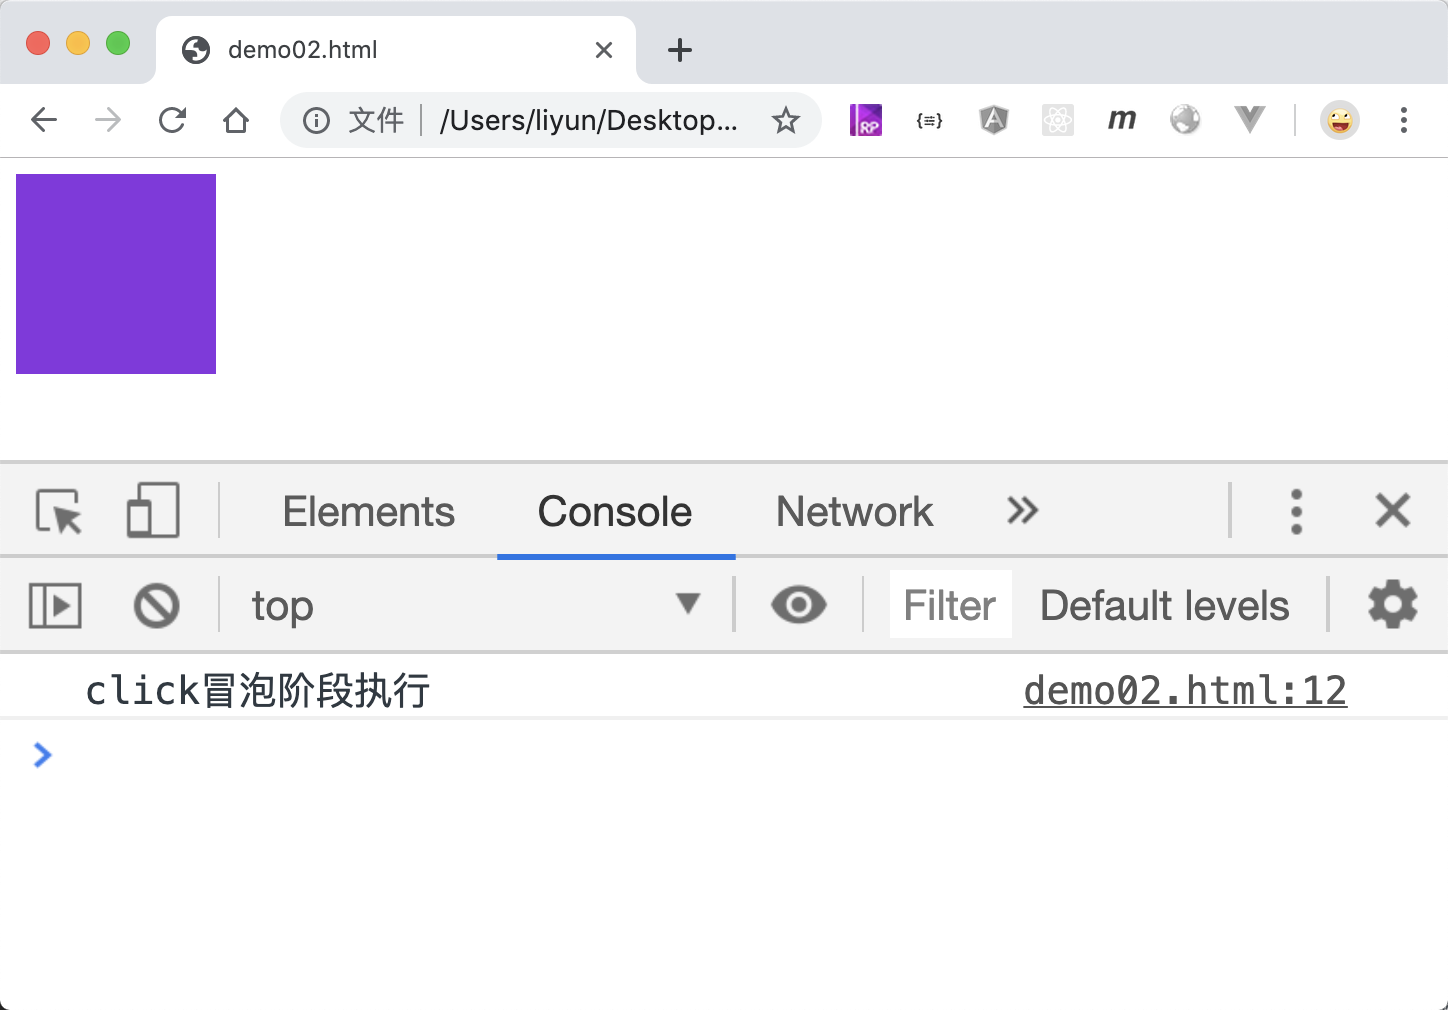 demo02.html
文件 /Users/liyun/Desktop...
RP {≡} A m
Elements Console Network
top Filter Default levels
click冒泡阶段执行 demo02.html:12